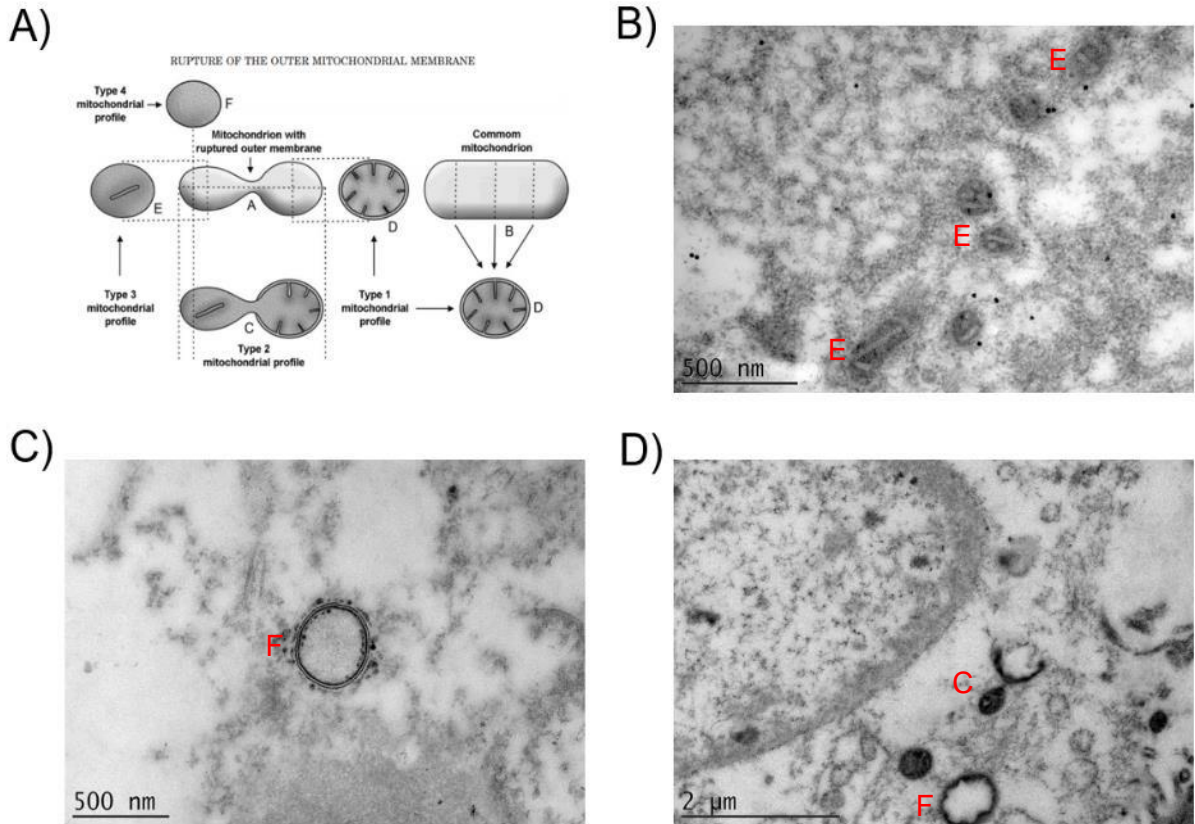 A)
RUPTURE OF THE OUTER MITOCHONDRIAL MEMBRANE
Type 4
mitochondrial
profile
F
Mitochondrion with
ruptured outer membrane
Commom
mitochondrion
E
A
D
B
Type 3
mitochondrial
profile
C
Type 2
mitochondrial profile
Type 1
mitochondrial
profile
D
B)
E
E
E
500 nm
C)
F
500 nm
D)
C
F
2 µm